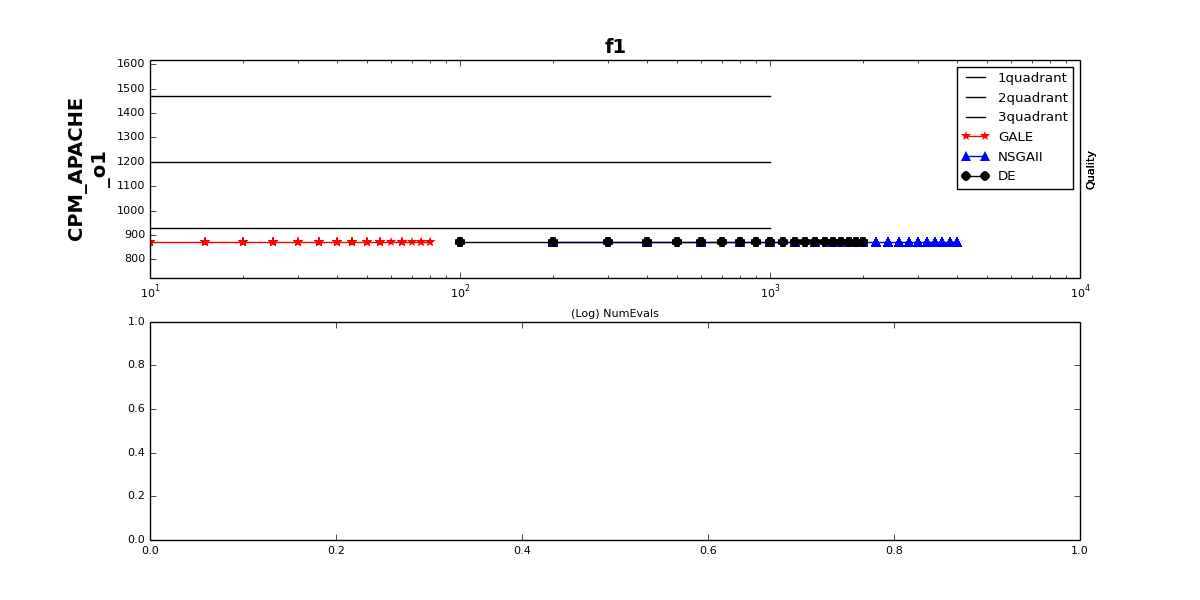 f1
CPM_APACHE
_o1
1600
1500
1400
1300
1200
1100
1000
900
800
1quadrant
2quadrant
3quadrant
GALE
NSGAII
DE
Quality
10^1 10^2 10^3 10^4
(Log) NumEvals
1.0
0.8
0.6
0.4
0.2
0.0
0.0 0.2 0.4 0.6 0.8 1.0